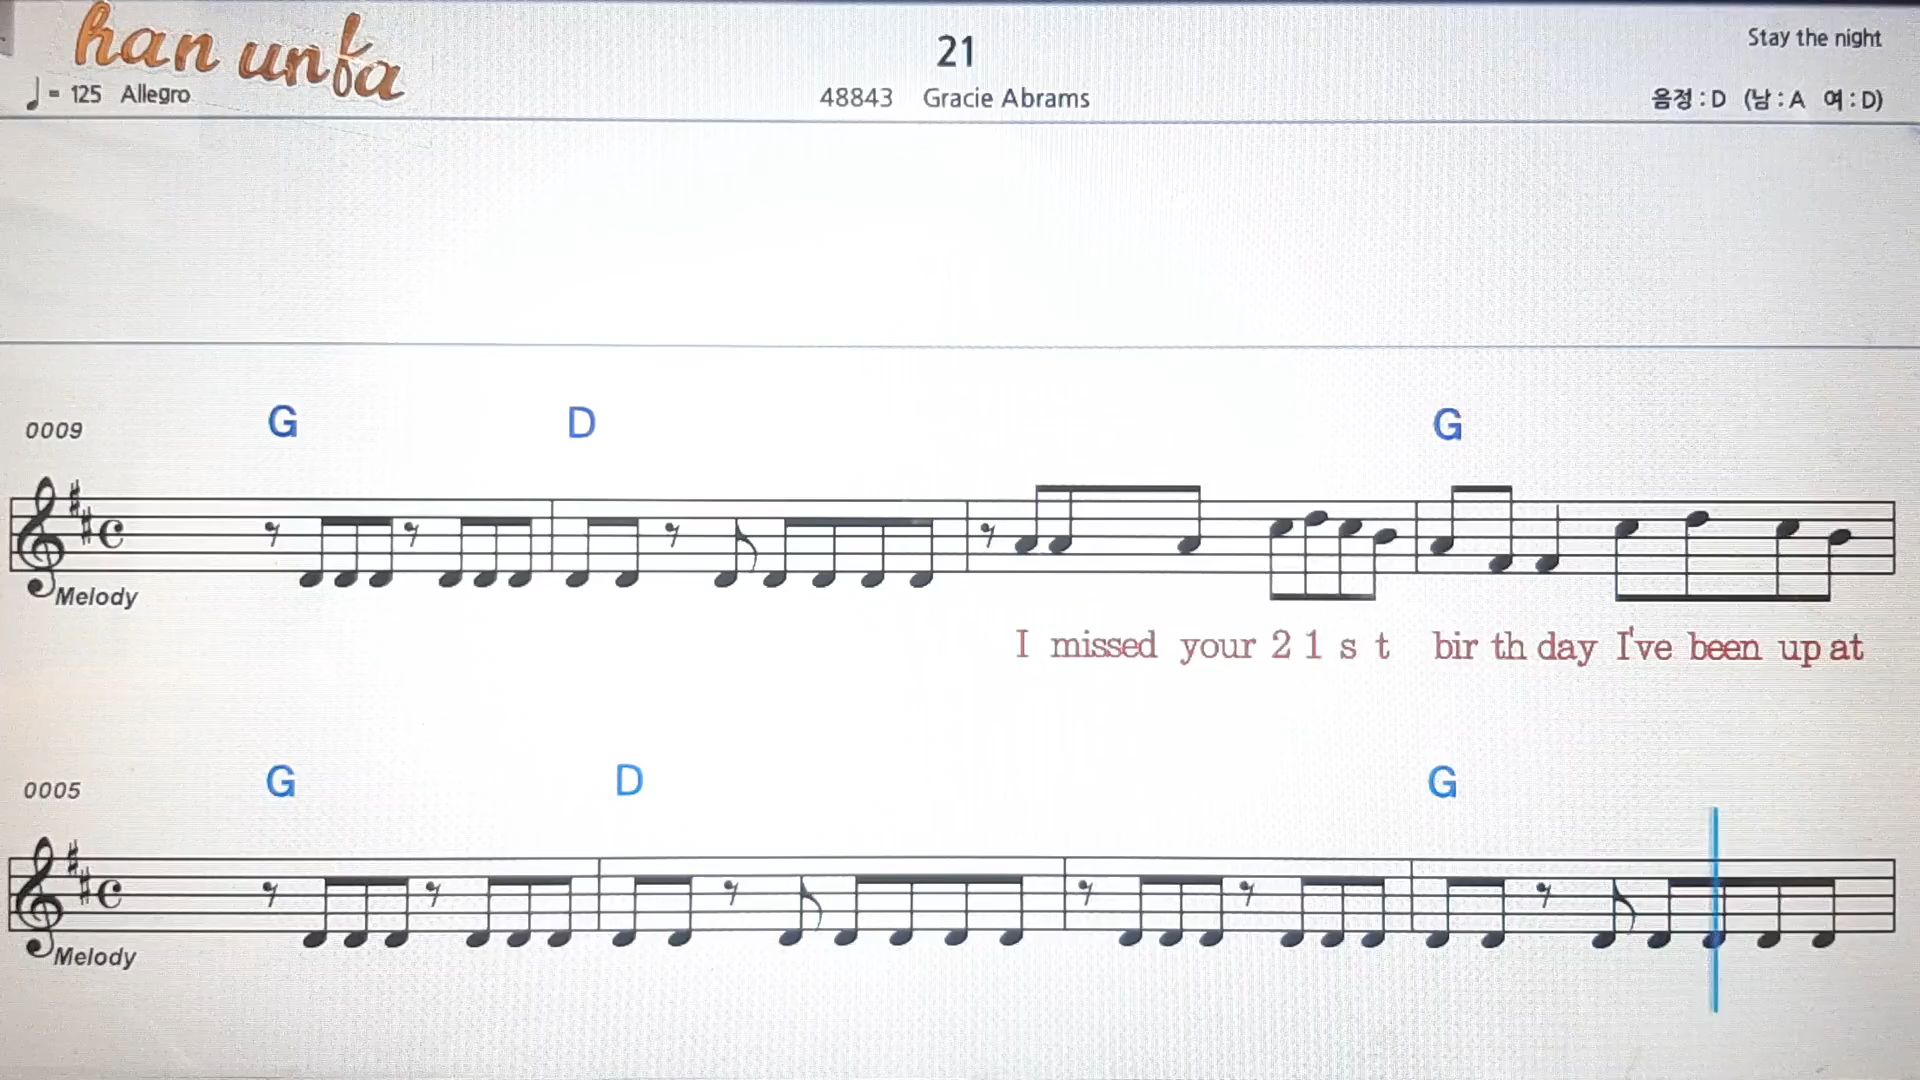 han unfa
21
Stay the night
♩= 125 Allegro
48843 Gracie Abrams
음정 : D (남 : A 여 : D)
0009 G D G
Melody
I missed your 2 1 s t bir th day I've been up at
0005 G D G
Melody